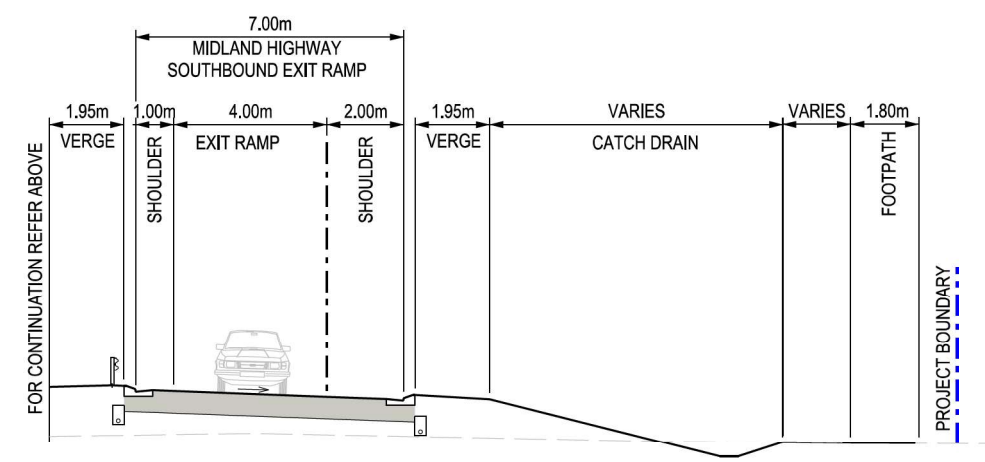 7.00m
MIDLAND HIGHWAY
SOUTHBOUND EXIT RAMP
1.95m
1.00m
4.00m
2.00m
1.95m
VARIES
VARIES
1.80m
VERGE
SHOULDER
EXIT RAMP
SHOULDER
VERGE
CATCH DRAIN
FOOTPATH
FOR CONTINUATION REFER ABOVE
PROJECT BOUNDARY